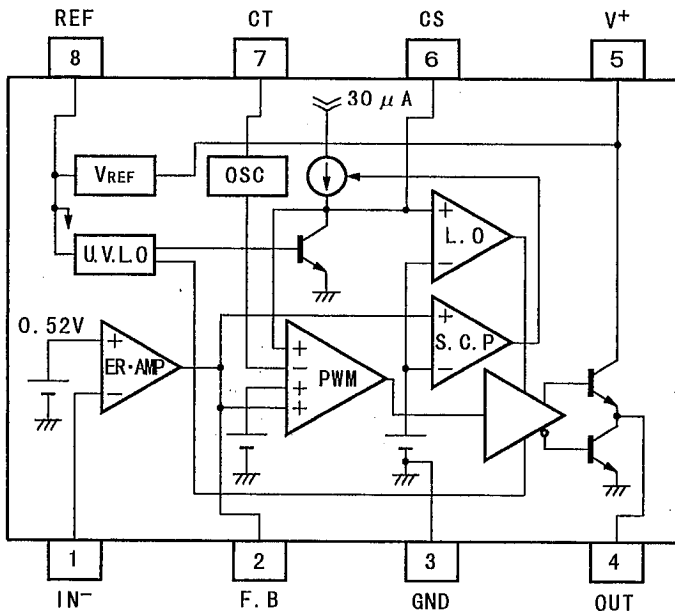 REF CT CS V+
8 7 6 5
30 μA
VREF OSC
+
L.O
−
U.V.L.O
0.52V
+
ER·AMP
−
+
S.C.P
−
+
−
PWM
+
+
1 2 3 4
IN− F.B GND OUT